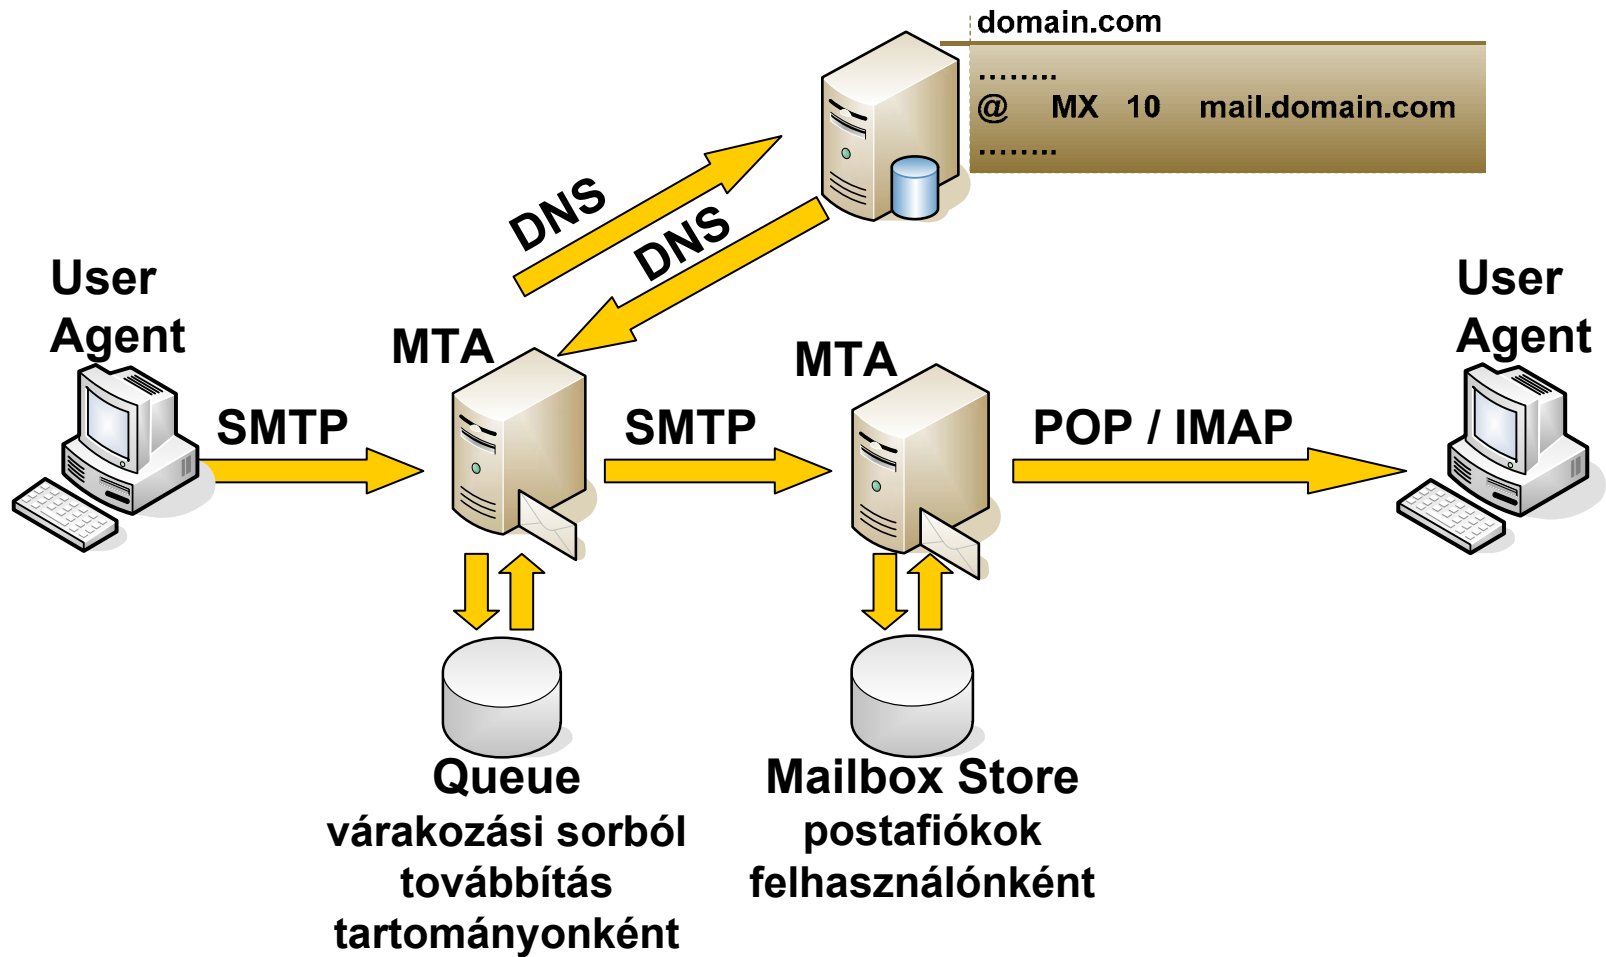 domain.com
........
@ MX 10 mail.domain.com
........
DNS
DNS
User
Agent
User
Agent
MTA
MTA
SMTP
SMTP
POP / IMAP
Queue
várakozási sorból
továbbítás
tartományonként
Mailbox Store
postafiókok
felhasználónként